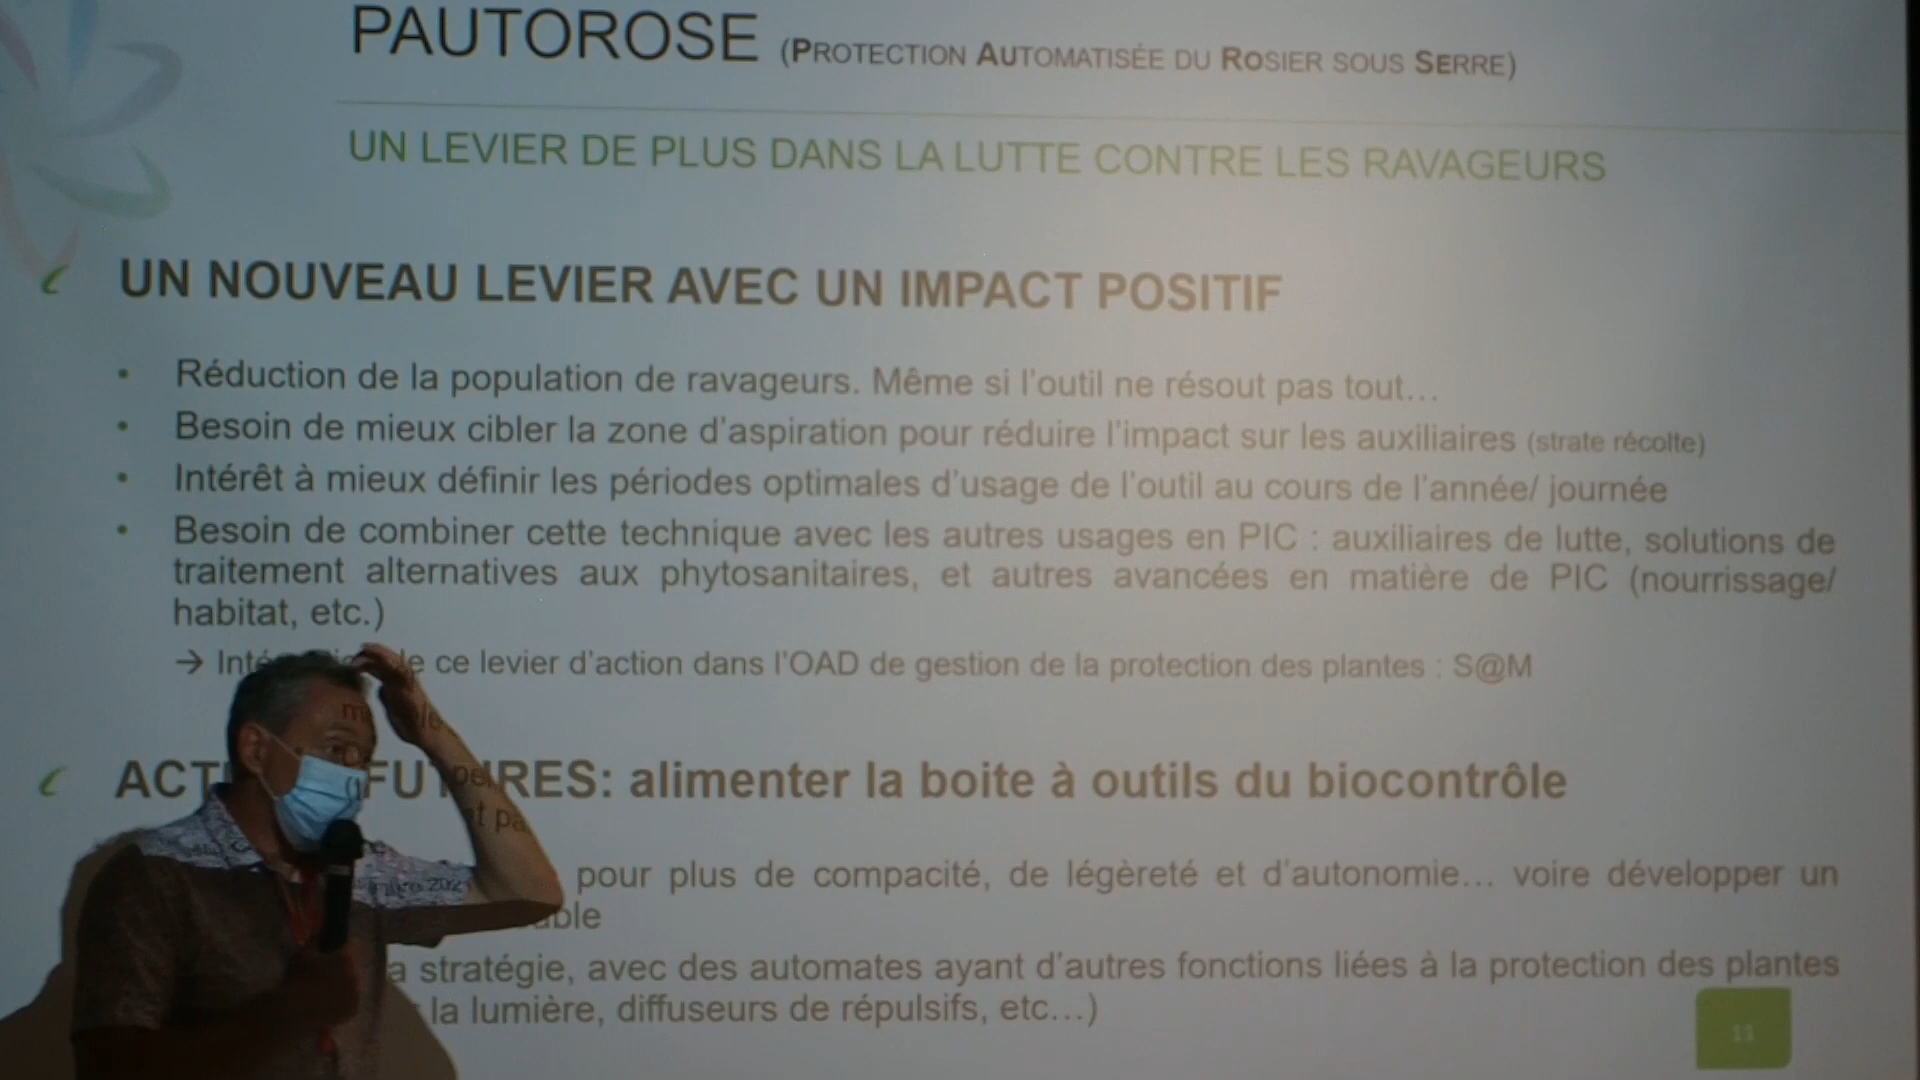 PAUTOROSE (PROTECTION AUTOMATISÉE DU ROSIER SOUS SERRE)
UN LEVIER DE PLUS DANS LA LUTTE CONTRE LES RAVAGEURS
UN NOUVEAU LEVIER AVEC UN IMPACT POSITIF
• Réduction de la population de ravageurs. Même si l'outil ne résout pas tout…
• Besoin de mieux cibler la zone d'aspiration pour réduire l'impact sur les auxiliaires (strate récolte)
• Intérêt à mieux définir les périodes optimales d'usage de l'outil au cours de l'année/ journée
• Besoin de combiner cette technique avec les autres usages en PIC : auxiliaires de lutte, solutions de
traitement alternatives aux phytosanitaires, et autres avancées en matière de PIC (nourrissage/
habitat, etc.)
→ ce levier d'action dans l'OAD de gestion de la protection des plantes : S@M
: alimenter la boite à outils du biocontrôle
pour plus de compacité, de légèreté et d'autonomie… voire développer un
stratégie, avec des automates ayant d'autres fonctions liées à la protection des plantes
la lumière, diffuseurs de répulsifs, etc…)
11